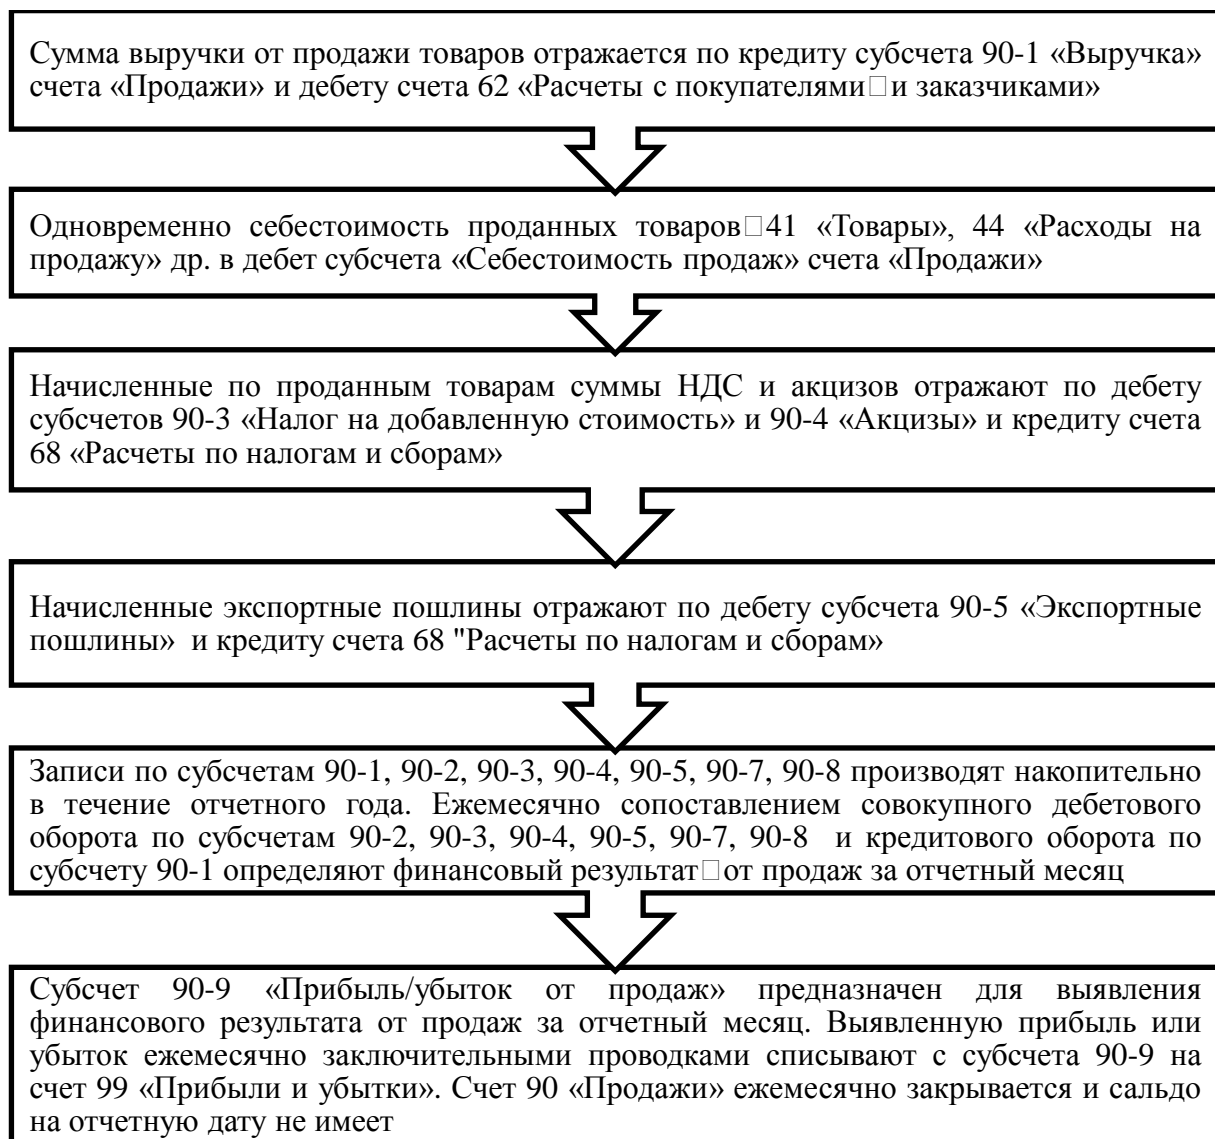 Сумма выручки от продажи товаров отражается по кредиту субсчета 90-1 «Выручка»
счета «Продажи» и дебету счета 62 «Расчеты с покупателями□и заказчиками»
Одновременно себестоимость проданных товаров□41 «Товары», 44 «Расходы на
продажу» др. в дебет субсчета «Себестоимость продаж» счета «Продажи»
Начисленные по проданным товарам суммы НДС и акцизов отражают по дебету
субсчетов 90-3 «Налог на добавленную стоимость» и 90-4 «Акцизы» и кредиту счета
68 «Расчеты по налогам и сборам»
Начисленные экспортные пошлины отражают по дебету субсчета 90-5 «Экспортные
пошлины» и кредиту счета 68 "Расчеты по налогам и сборам»
Записи по субсчетам 90-1, 90-2, 90-3, 90-4, 90-5, 90-7, 90-8 производят накопительно
в течение отчетного года. Ежемесячно сопоставлением совокупного дебетового
оборота по субсчетам 90-2, 90-3, 90-4, 90-5, 90-7, 90-8 и кредитового оборота по
субсчету 90-1 определяют финансовый результат□от продаж за отчетный месяц
Субсчет 90-9 «Прибыль/убыток от продаж» предназначен для выявления
финансового результата от продаж за отчетный месяц. Выявленную прибыль или
убыток ежемесячно заключительными проводками списывают с субсчета 90-9 на
счет 99 «Прибыли и убытки». Счет 90 «Продажи» ежемесячно закрывается и сальдо
на отчетную дату не имеет